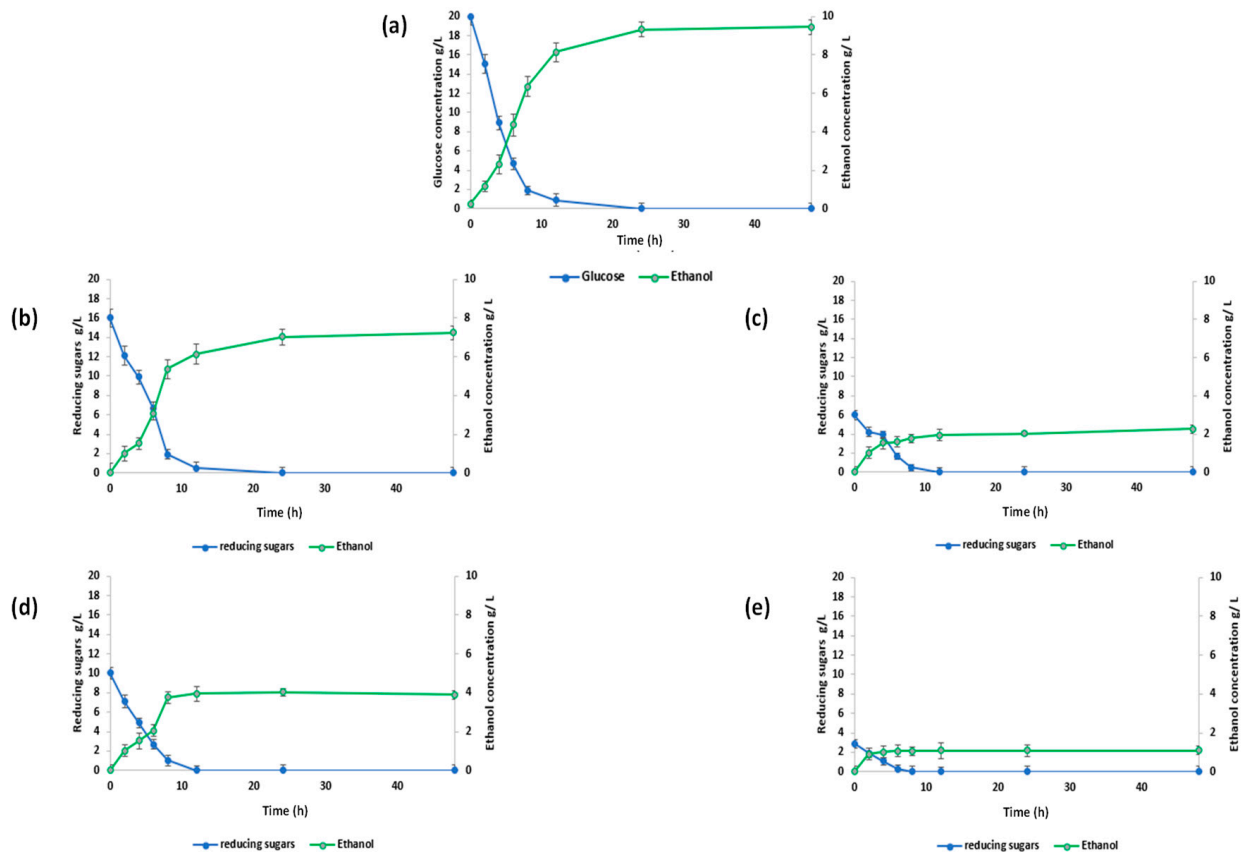 (a)
Glucose concentration g/L
20
18
16
14
12
10
8
6
4
2
0
10
8
6
4
2
0
Ethanol concentration g/ L
0 10 20 30 40
Time (h)
Glucose Ethanol
(b)
Reducing sugars g/L
20
18
16
14
12
10
8
6
4
2
0
10
8
6
4
2
0
Ethanol concentration g/ L
0 10 20 30 40
Time (h)
reducing sugars Ethanol
(c)
Reducing sugars g/L
20
18
16
14
12
10
8
6
4
2
0
10
8
6
4
2
0
Ethanol concentration g/ L
0 10 20 30 40
Time (h)
reducing sugars Ethanol
(d)
Reducing sugars g/L
20
18
16
14
12
10
8
6
4
2
0
10
8
6
4
2
0
Ethanol concentration g/ L
0 10 20 30 40
Time (h)
reducing sugars Ethanol
(e)
Reducing sugars g/L
20
18
16
14
12
10
8
6
4
2
0
10
8
6
4
2
0
Ethanol concentration g/ L
0 10 20 30 40
Time (h)
reducing sugars Ethanol